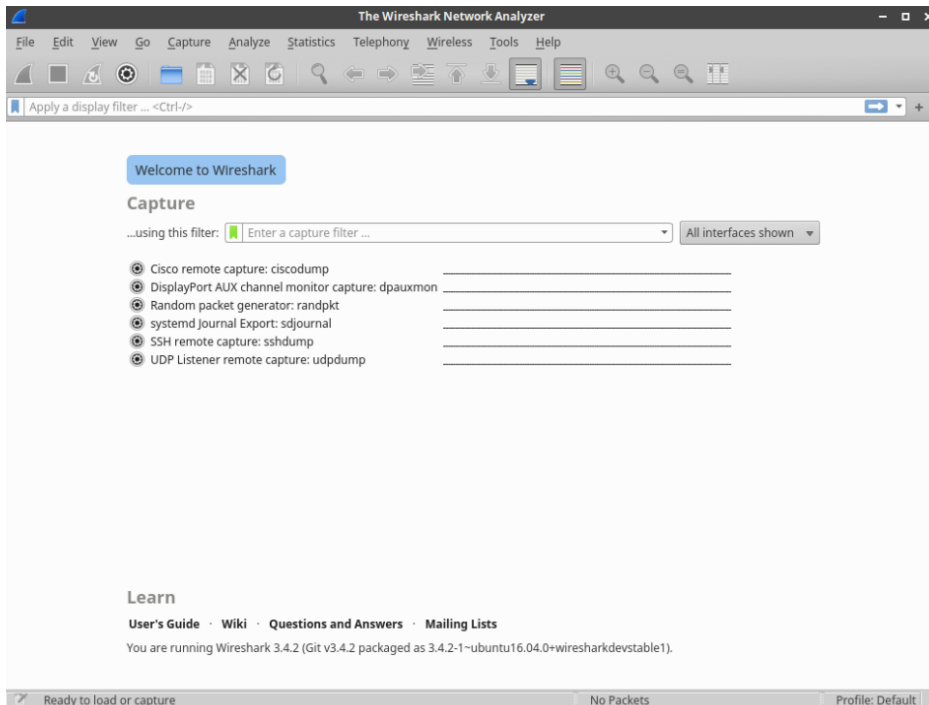 The Wireshark Network Analyzer
File Edit View Go Capture Analyze Statistics Telephony Wireless Tools Help
Apply a display filter ... <Ctrl-/>
+
Welcome to Wireshark
Capture
...using this filter: Enter a capture filter ... All interfaces shown
Cisco remote capture: ciscodump
DisplayPort AUX channel monitor capture: dpauxmon
Random packet generator: randpkt
systemd Journal Export: sdjournal
SSH remote capture: sshdump
UDP Listener remote capture: udpdump
Learn
User's Guide · Wiki · Questions and Answers · Mailing Lists
You are running Wireshark 3.4.2 (Git v3.4.2 packaged as 3.4.2-1~ubuntu16.04.0+wiresharkdevstable1).
Ready to load or capture No Packets Profile: Default